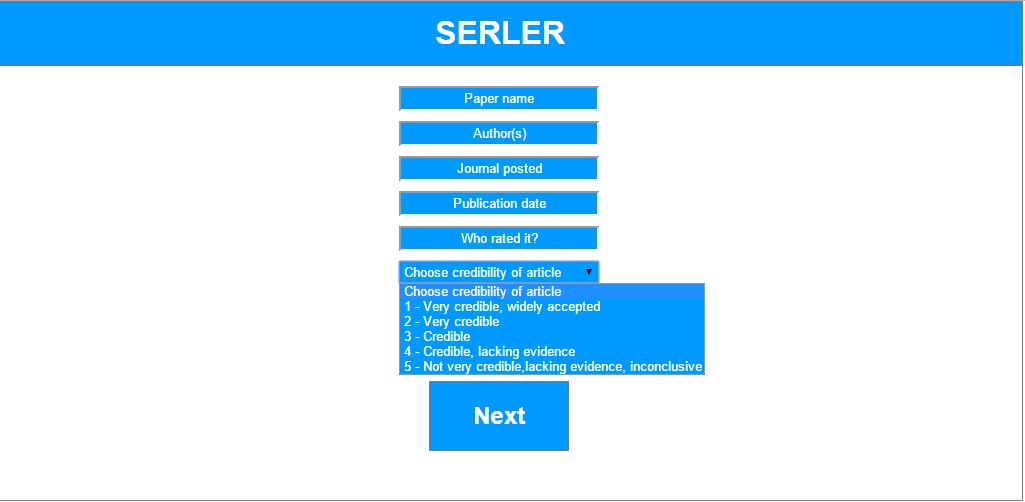 SERLER
Paper name
Author(s)
Journal posted
Publication date
Who rated it?
Choose credibility of article
Choose credibility of article
1 - Very credible, widely accepted
2 - Very credible
3 - Credible
4 - Credible, lacking evidence
5 - Not very credible,lacking evidence, inconclusive
Next